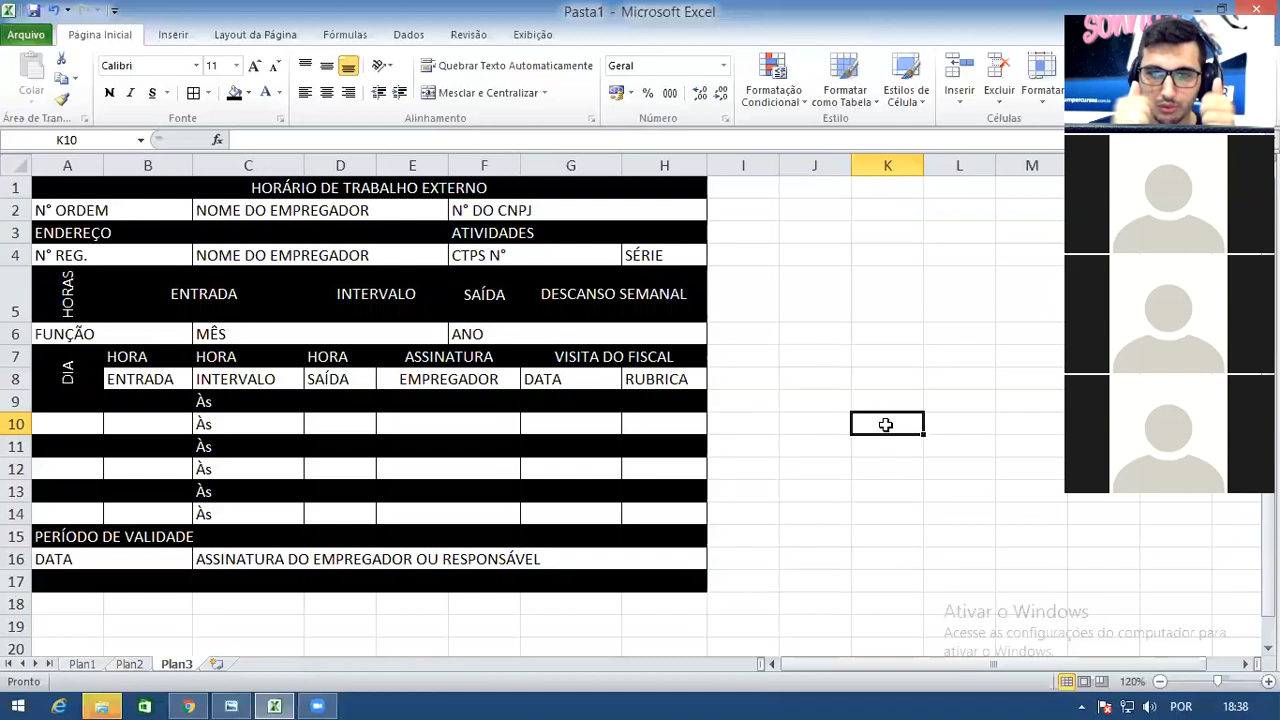 Pasta1 - Microsoft Excel
Arquivo Página Inicial Inserir Layout da Página Fórmulas Dados Revisão Exibição
Colar
Calibri 11
N I S
Quebrar Texto Automaticamente
Mesclar e Centralizar
Geral
% 000
Formatação Condicional
Formatar como Tabela
Estilos de Célula
Inserir Excluir Formatar
Área de Tran... Fonte Alinhamento Número Estilo Células
K10 fx
A B C D E F G H I J K L M
1 HORÁRIO DE TRABALHO EXTERNO
2 N° ORDEM NOME DO EMPREGADOR N° DO CNPJ
3 ENDEREÇO ATIVIDADES
4 N° REG. NOME DO EMPREGADOR CTPS N° SÉRIE
5 HORAS ENTRADA INTERVALO SAÍDA DESCANSO SEMANAL
6 FUNÇÃO MÊS ANO
7 DIA HORA HORA HORA ASSINATURA VISITA DO FISCAL
8 ENTRADA INTERVALO SAÍDA EMPREGADOR DATA RUBRICA
9 Às
10 Às
11 Às
12 Às
13 Às
14 Às
15 PERÍODO DE VALIDADE
16 DATA ASSINATURA DO EMPREGADOR OU RESPONSÁVEL
17
18
19
20
Ativar o Windows
Acesse as configurações do computador para
ativar o Windows.
Plan1 Plan2 Plan3
Pronto 120%
POR 18:38